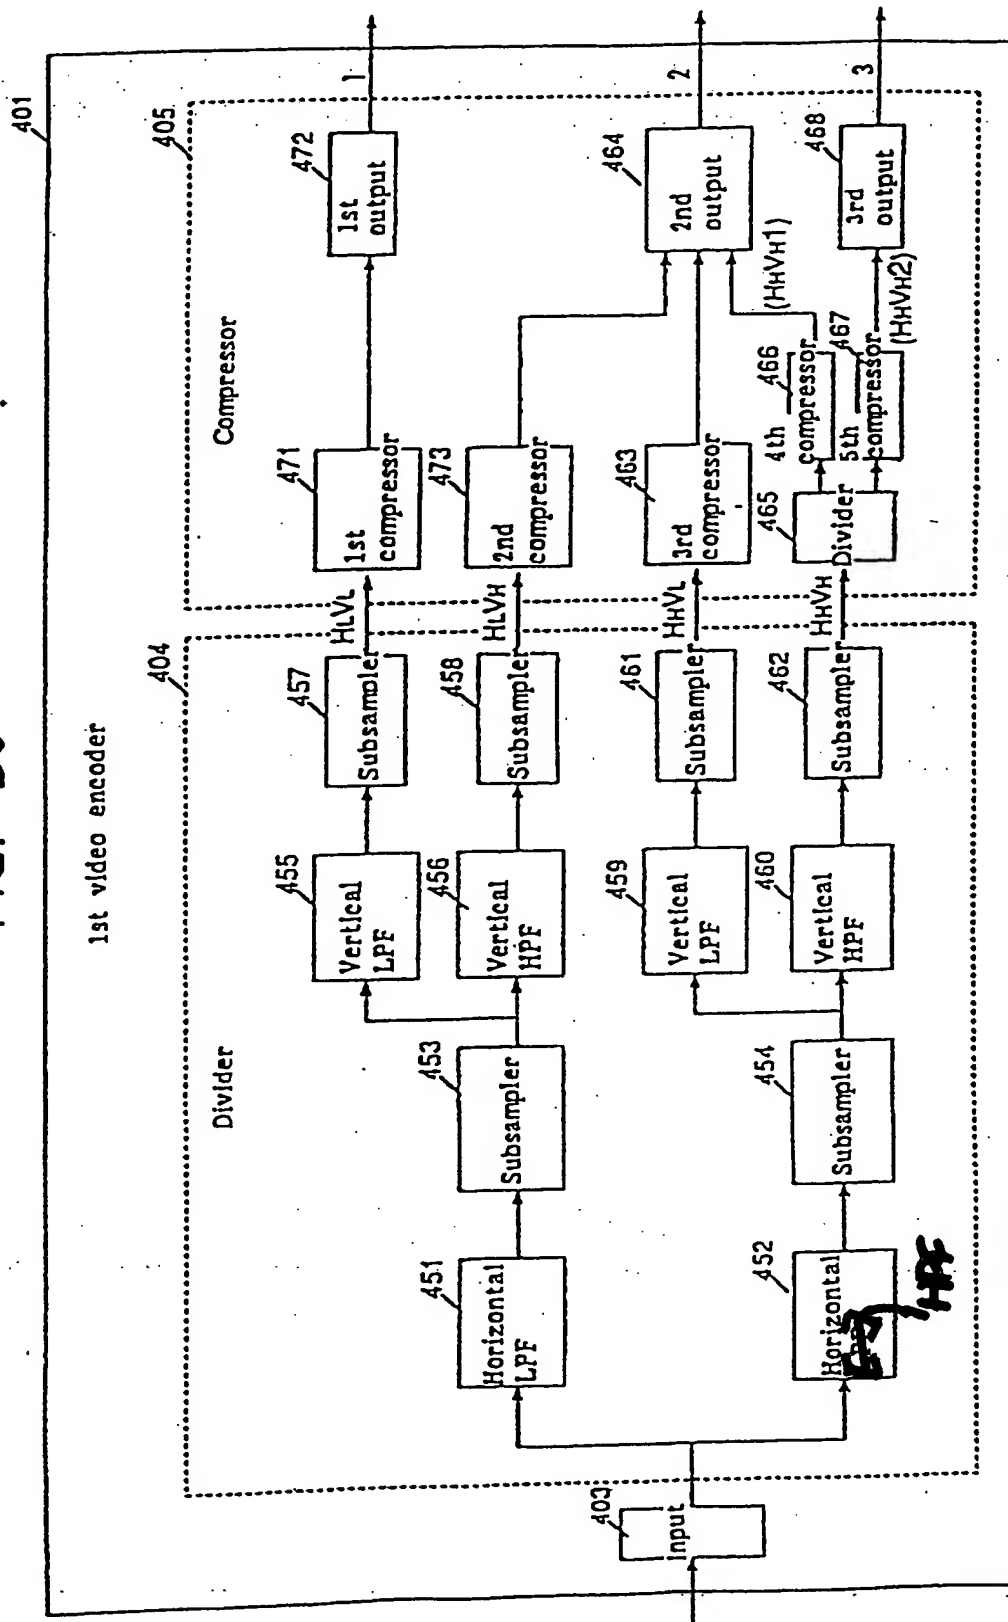 401
1st video encoder
404
Divider
405
Compressor
403
Input
451
Horizontal
LPF
453
Subsampler
455
Vertical
LPF
457
Subsampler
HLVL
471
1st
compressor
472
1st
output
1
456
Vertical
HPF
458
Subsampler
HLVH
473
2nd
compressor
464
2nd
output
2
452
Horizontal
HPF
454
Subsampler
459
Vertical
LPF
461
Subsampler
HHVL
463
3rd
compressor
460
Vertical
HPF
462
Subsampler
HHVH
465
Divider
466
4th
compressor
(HHVH1)
467
5th
compressor
(HHVH2)
468
3rd
output
3